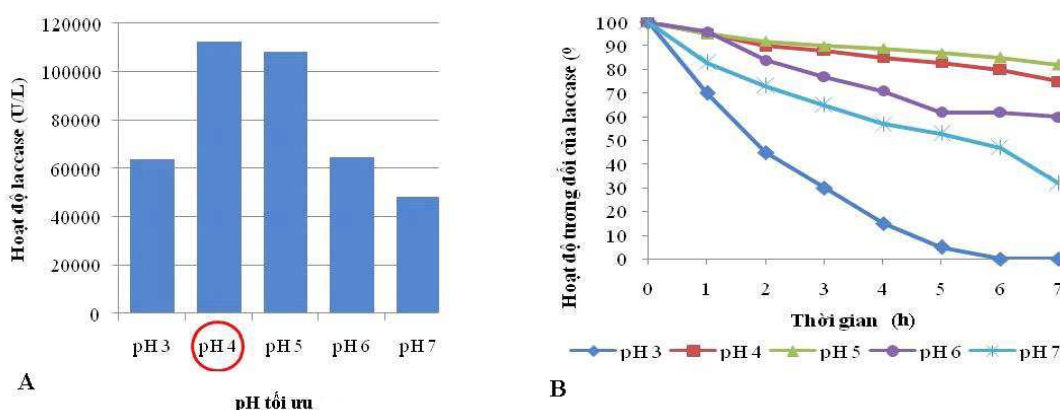 Hoạt độ laccase (U/L)
120000
100000
80000
60000
40000
20000
0
pH 3 pH 4 pH 5 pH 6 pH 7
A
pH tối ưu
Hoạt độ tương đối của laccase (
100
90
80
70
60
50
40
30
20
10
0
0 1 2 3 4 5 6 7
Thời gian (h)
pH 3 pH 4 pH 5 pH 6 pH 7
B